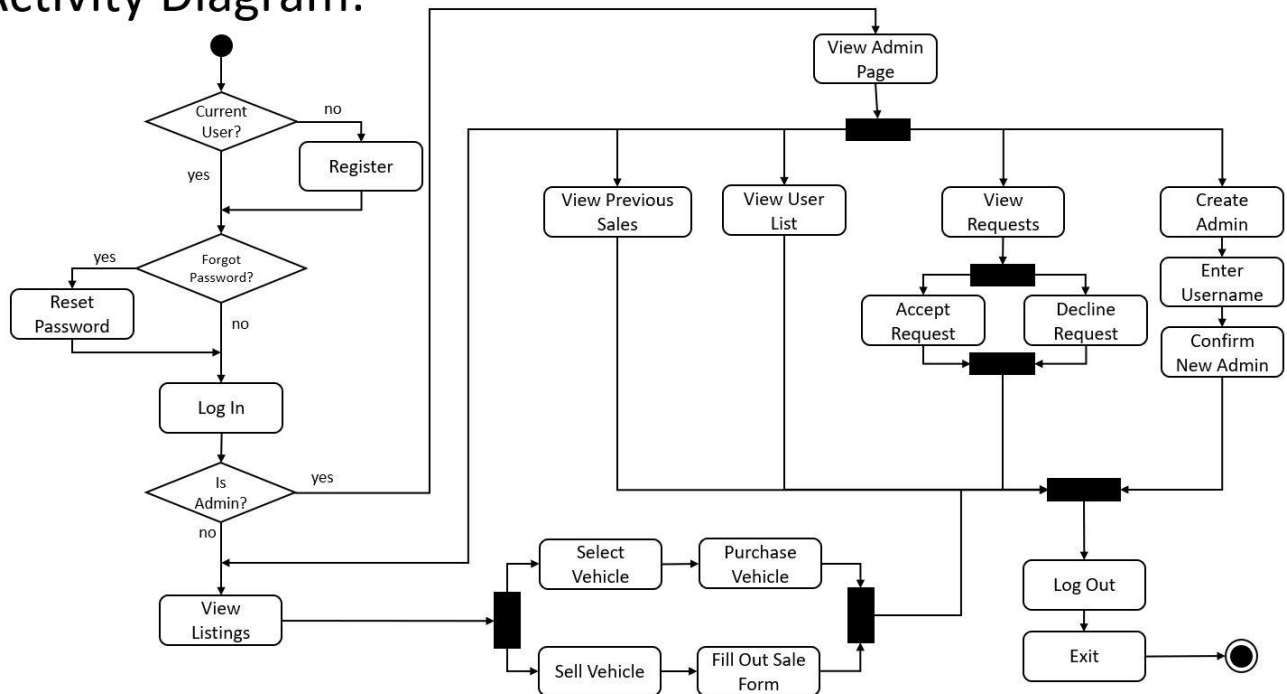 Activity Diagram:
View Admin
Page
Current
User?
no
Register
yes
View Previous
Sales
View User
List
View
Requests
Create
Admin
Forgot
Password?
yes
Reset
Password
no
Accept
Request
Decline
Request
Enter
Username
Confirm
New Admin
Log In
Is
Admin?
yes
no
View
Listings
Select
Vehicle
Purchase
Vehicle
Sell Vehicle
Fill Out Sale
Form
Log Out
Exit